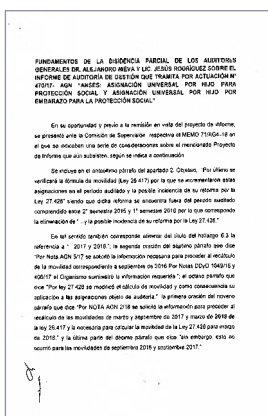 FUNDAMENTOS DE LA DISIDENCIA PARCIAL DE LOS AUDITORES
GENERALES DR. ALEJANDRO NIEVA Y LIC. JESÚS RODRÍGUEZ SOBRE EL
INFORME DE AUDITORÍA DE GESTIÓN QUE TRAMITA POR ACTUACIÓN N°
470/17- AGN "ANSES: ASIGNACIÓN UNIVERSAL POR HIJO PARA
PROTECCIÓN SOCIAL Y ASIGNACIÓN UNIVERSAL POR HIJO POR
EMBARAZO PARA LA PROTECCIÓN SOCIAL"
En su oportunidad y previo a la remisión en vista del proyecto de informe,
se presentó ante la Comisión de Supervisión respectiva el MEMO 71/AG4-18 en
el que se indicaban una serie de consideraciones sobre el mencionado Proyecto
de Informe que aún subsisten, según se indica a continuación
Se incluye en el antepenúltimo párrafo del apartado 2. Objetivo, "Por último se
verificará la fórmula de movilidad (Ley 26.417) por la que se incrementaron estas
asignaciones en el período auditado y la posible incidencia de su reforma por la
Ley 27.426" siendo que dicha reforma se encuentra fuera del período auditado
comprendido entre 2° semestre 2015 y 1° semestre 2016 por lo que corresponde
la eliminación de "...y la posible incidencia de su reforma por la Ley 27.426".
En tal sentido también corresponde eliminar del título del hallazgo 6.3 la
referencia a " 2017 y 2018."; la segunda oración del séptimo párrafo que dice
"Por Nota AGN 5/17 se solicitó la información necesaria para proceder al recálculo
de la movilidad correspondiente a septiembre de 2016 Por Notas DDyO 104/
/17 el Organismo suministró la información requerida"; el octavo párrafo que
dice "Por ley 27.426 se modificó el cálculo de movilidad y como consecuencia su
aplicación a las asignaciones objeto de auditoría." la primera oración del noveno
párrafo que dice "Por NOTA AGN 2/18 se solicitó la información para proceder al
recálculo de las movilidades de marzo y septiembre de 2017 y marzo de 2018 de
la ley 26.417 y la necesaria para calcular la movilidad de la Ley 27.426 para marzo
de 2018." y la última parte del décimo párrafo que dice "sin embargo, esto no
ocurrió para las movilidades de septiembre 2016 y septiembre 2017."